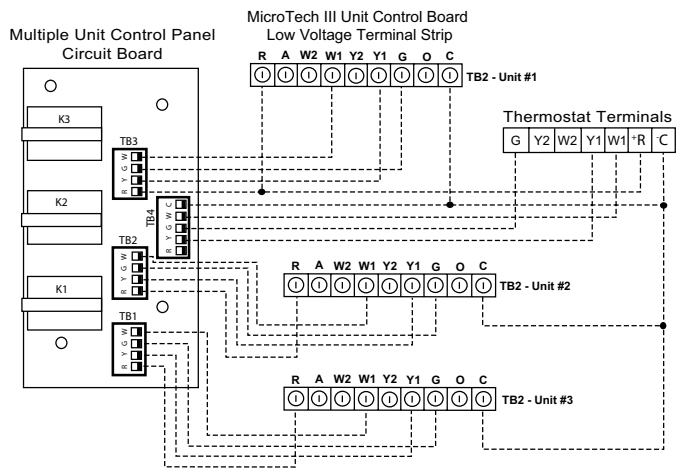 MicroTech III Unit Control Board
Low Voltage Terminal Strip
Multiple Unit Control Panel
Circuit Board
R A W2 W1 Y2 Y1 G O C
TB2 - Unit #1
Thermostat Terminals
G Y2 W2 Y1 W1 +R -C
K3
TB3
W
G
Y
R
K2
TB4
C
W
G
Y
R
TB2
W
G
Y
R
R A W2 W1 Y2 Y1 G O C
TB2 - Unit #2
K1
TB1
W
G
Y
R
R A W2 W1 Y2 Y1 G O C
TB2 - Unit #3